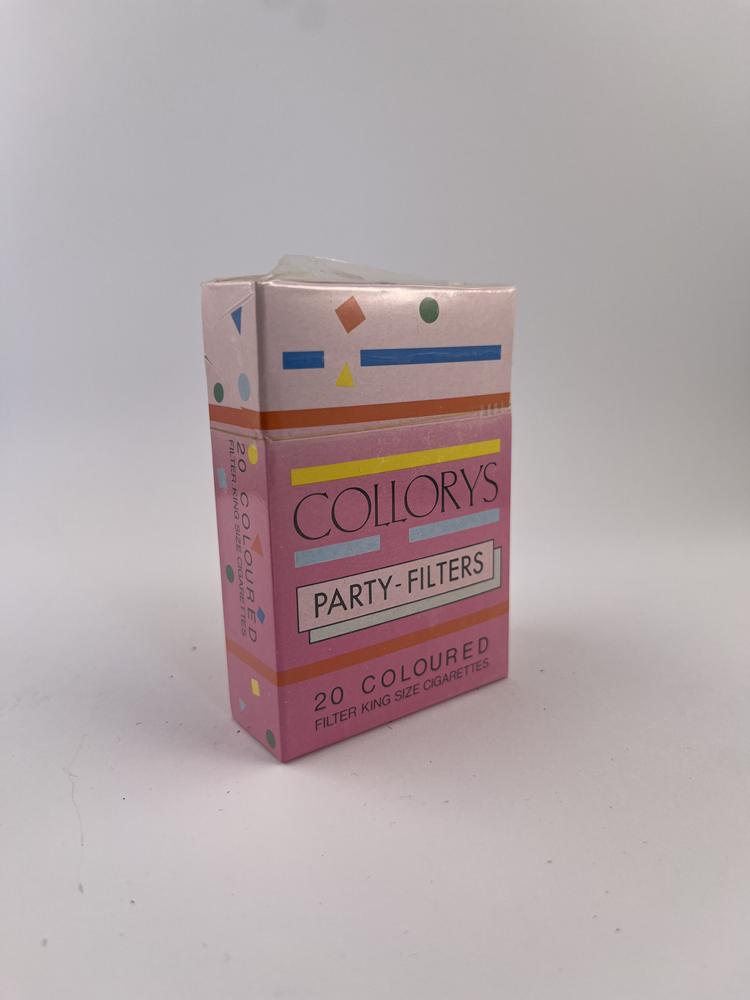 COLLORYS
PARTY-FILTERS
20 COLOURED
FILTER KING SIZE CIGARETTES
20 COLOURED
FILTER KING SIZE CIGARETTES